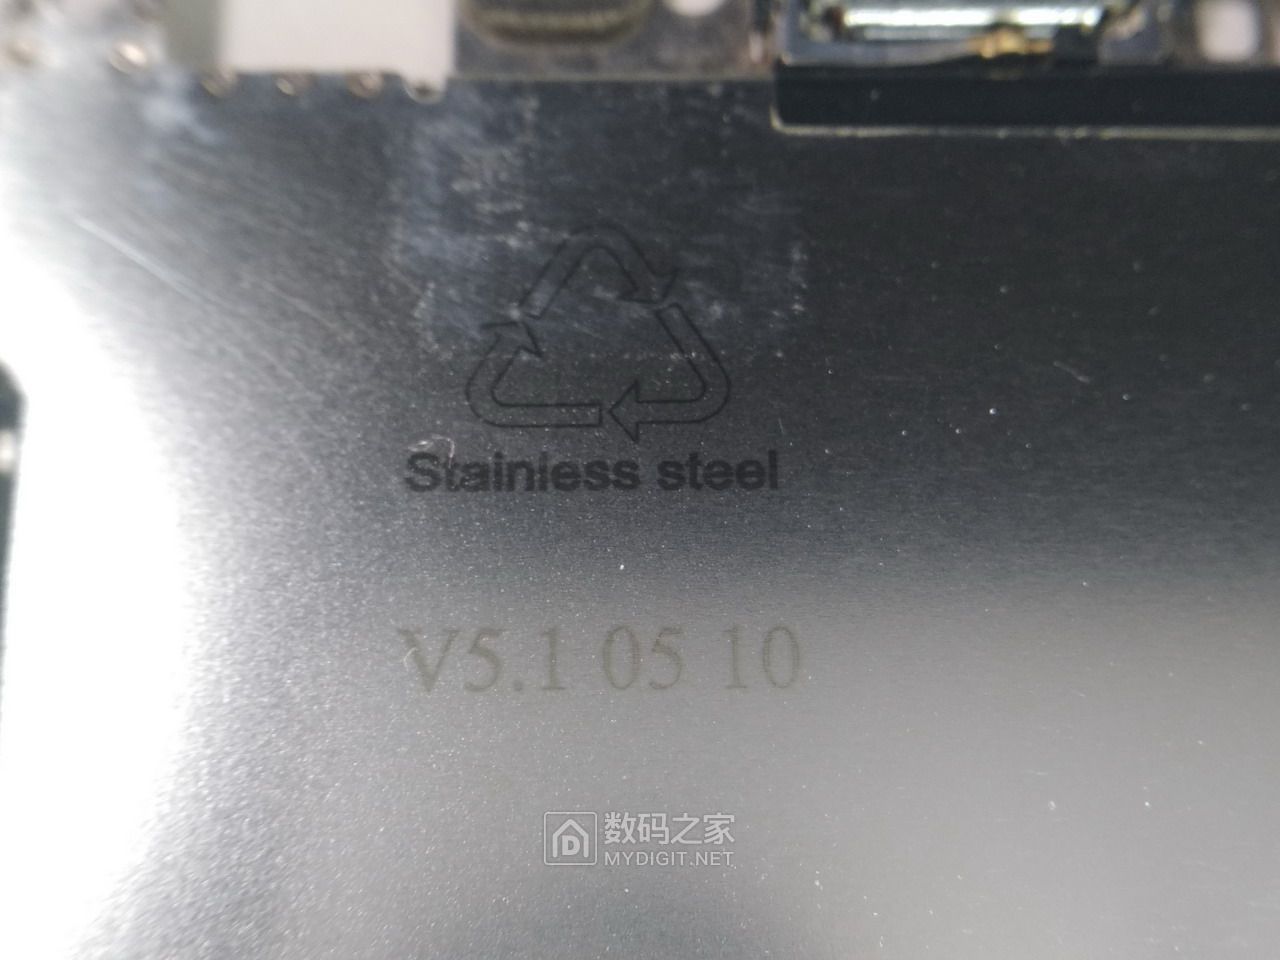 Stainless steel
V5.1 05 10
数码之家
MYDIGIT.NET